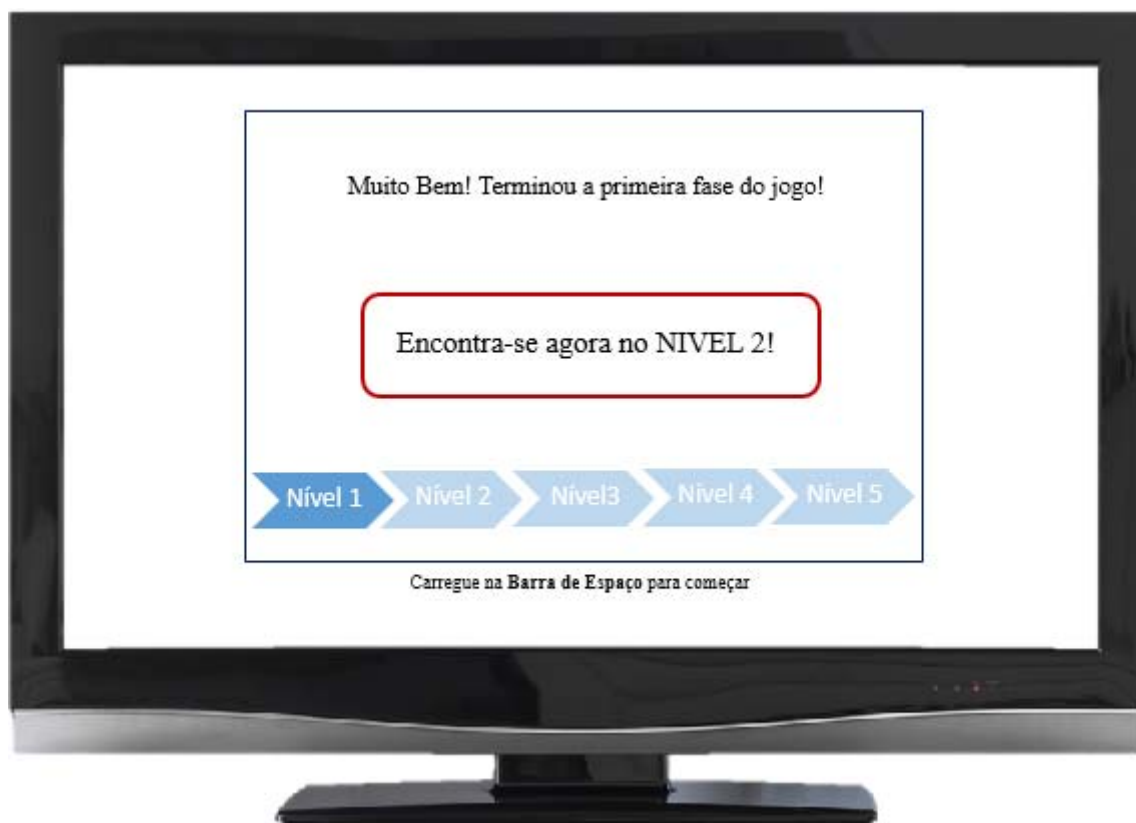 Muito Bem! Terminou a primeira fase do jogo!
Encontra-se agora no NIVEL 2!
Nível 1 Nível 2 Nível3 Nível 4 Nível 5
Carregue na Barra de Espaço para começar